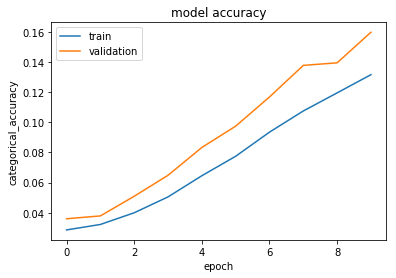 model accuracy
train
validation
categorical_accuracy
0.16
0.14
0.12
0.10
0.08
0.06
0.04
0 2 4 6 8
epoch